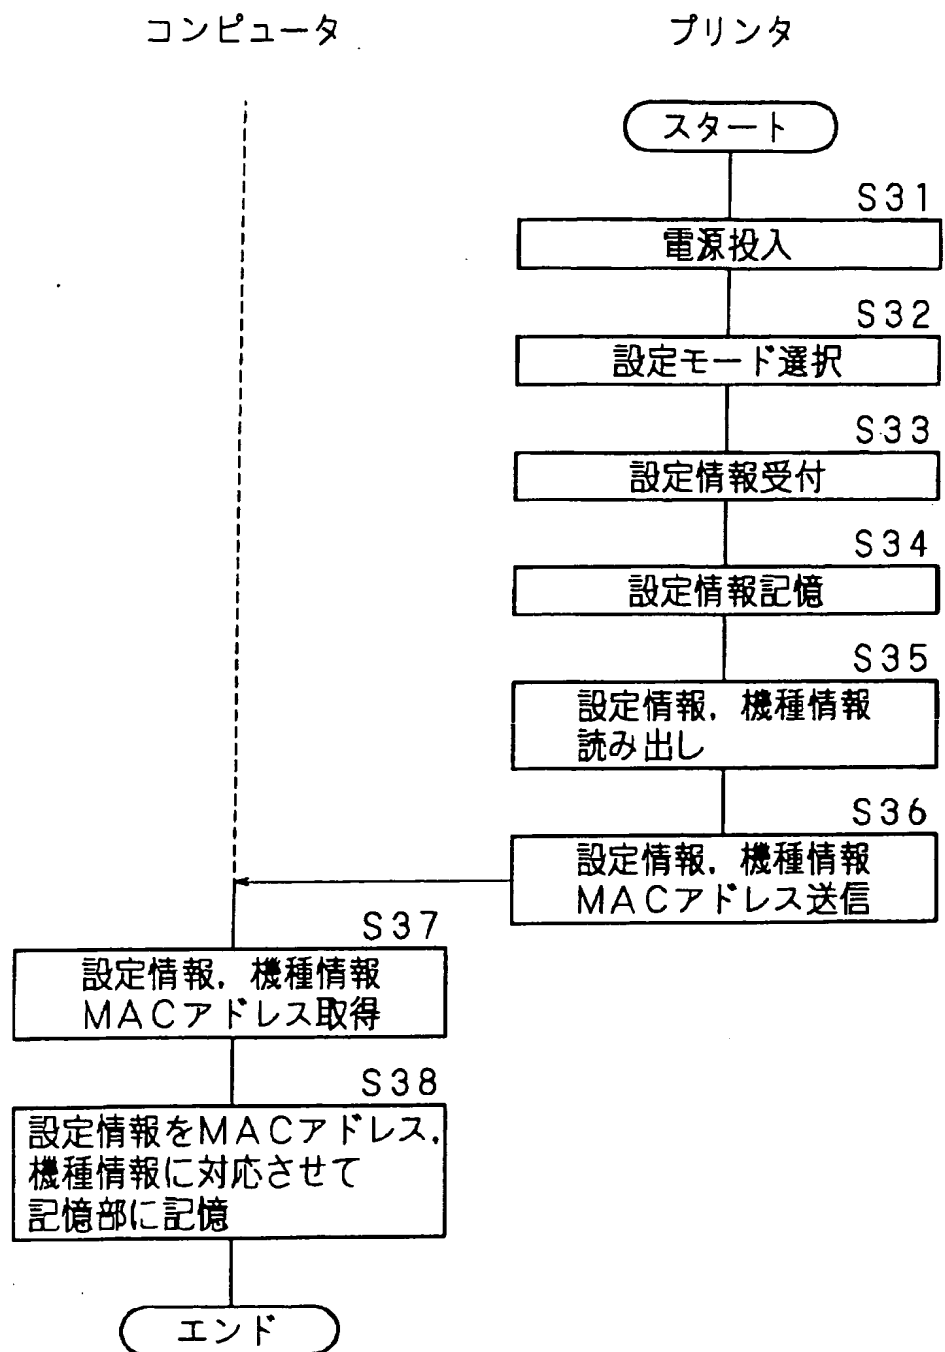 コンピュータ
プリンタ
スタート
S31
電源投入
S32
設定モード選択
S33
設定情報受付
S34
設定情報記憶
S35
設定情報，機種情報
読み出し
S36
設定情報，機種情報
MACアドレス送信
S37
設定情報，機種情報
MACアドレス取得
S38
設定情報をMACアドレス，
機種情報に対応させて
記憶部に記憶
エンド